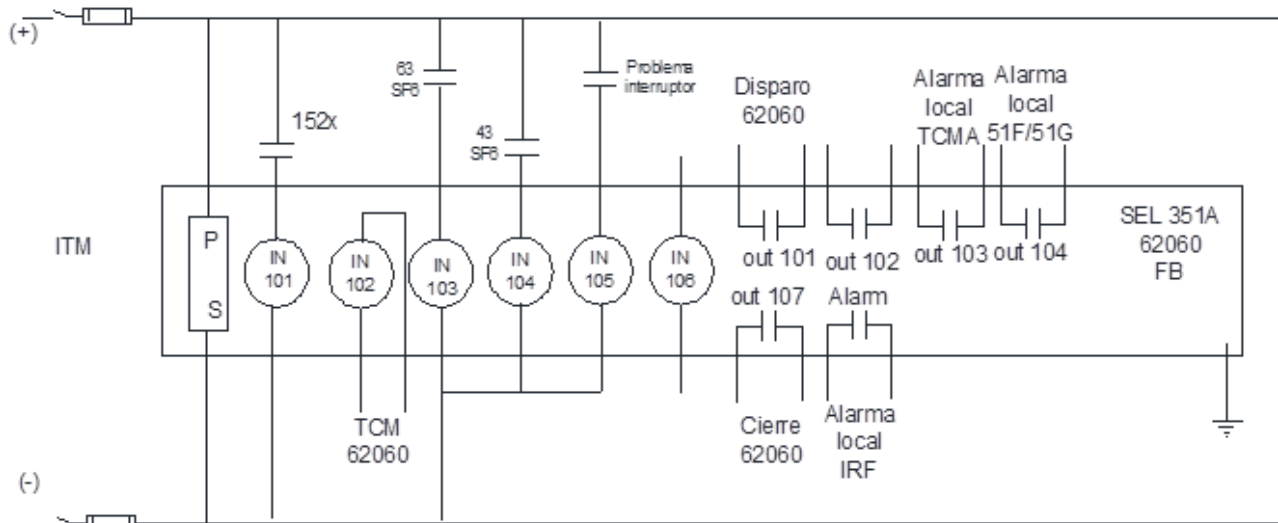 (+)
63
SF6
Problema
interruptor
Disparo
62060
Alarma
local
TCMA
Alarma
local
51F/51G
152x
43
SF6
ITM
P
S
IN
101
IN
102
IN
103
IN
104
IN
105
IN
106
out 101
out 102
out 103
out 104
SEL 351A
62060
FB
out 107
Alarm
TCM
62060
Cierre
62060
Alarma
local
IRF
(-)